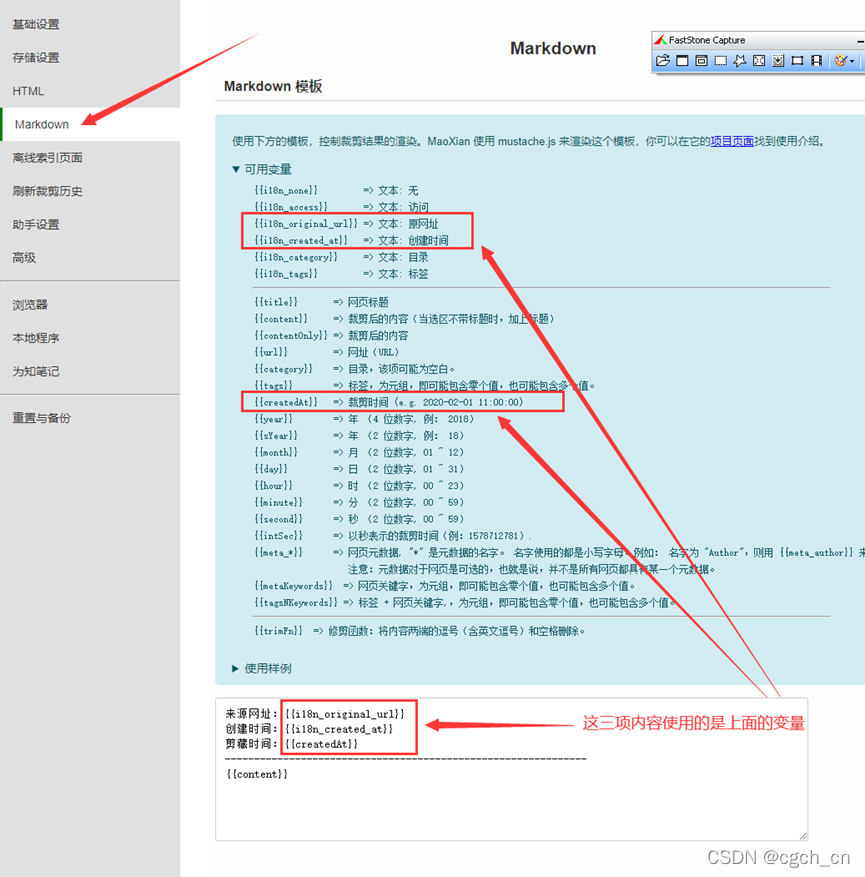 基础设置
存储设置
HTML
Markdown
离线索引页面
刷新裁剪历史
助手设置
高级
浏览器
本地程序
为知笔记
重置与备份
Markdown
FastStone Capture
Markdown 模板
使用下方的模板，控制裁剪结果的渲染。MaoXian 使用 mustache.js 来渲染这个模板，你可以在它的项目页面找到使用介绍。
▼ 可用变量
{{i18n_none}} => 文本: 无
{{i18n_access}} => 文本: 访问
{{i18n_original_url}} => 文本: 原网址
{{i18n_created_at}} => 文本: 创建时间
{{i18n_category}} => 文本: 目录
{{i18n_tags}} => 文本: 标签
{{title}} => 网页标题
{{content}} => 裁剪后的内容（当选区不带标题时，加上标题）
{{contentOnly}} => 裁剪后的内容
{{url}} => 网址（URL）
{{category}} => 目录，该项可能为空白。
{{tags}} => 标签，为元组，即可能包含零个值，也可能包含多个值。
{{createdAt}} => 裁剪时间（e.g. 2020-02-01 11:00:00）
{{year}} => 年 （4 位数字, 例: 2018）
{{sYear}} => 年 （2 位数字, 例: 18）
{{month}} => 月 （2 位数字, 01 ~ 12）
{{day}} => 日 （2 位数字, 01 ~ 31）
{{hour}} => 时 （2 位数字, 00 ~ 23）
{{minute}} => 分 （2 位数字, 00 ~ 59）
{{second}} => 秒 （2 位数字, 00 ~ 59）
{{intSec}} => 以秒表示的裁剪时间（例: 1578712781）.
{{meta_*}} => 网页元数据, "*" 是元数据的名字。 名字使用的都是小写字母。例如: 名字为 "Author", 则用 {{meta_author}} 来
注意: 元数据对于网页是可选的，也就是说，并不是所有网页都具有某一个元数据。
{{metaKeywords}} => 网页关键字，为元组，即可能包含零个值，也可能包含多个值。
{{tagsNKeywords}} => 标签 + 网页关键字，，为元组，即可能包含零个值，也可能包含多个值。
{{trimFn}} => 修剪函数: 将内容两端的逗号（含英文逗号）和空格删除。
▶ 使用样例
来源网址: {{i18n_original_url}}
创建时间: {{i18n_created_at}}
剪藏时间: {{createdAt}}
--------------------------------------------------------------
{{content}}
这三项内容使用的是上面的变量
CSDN @cgch_cn